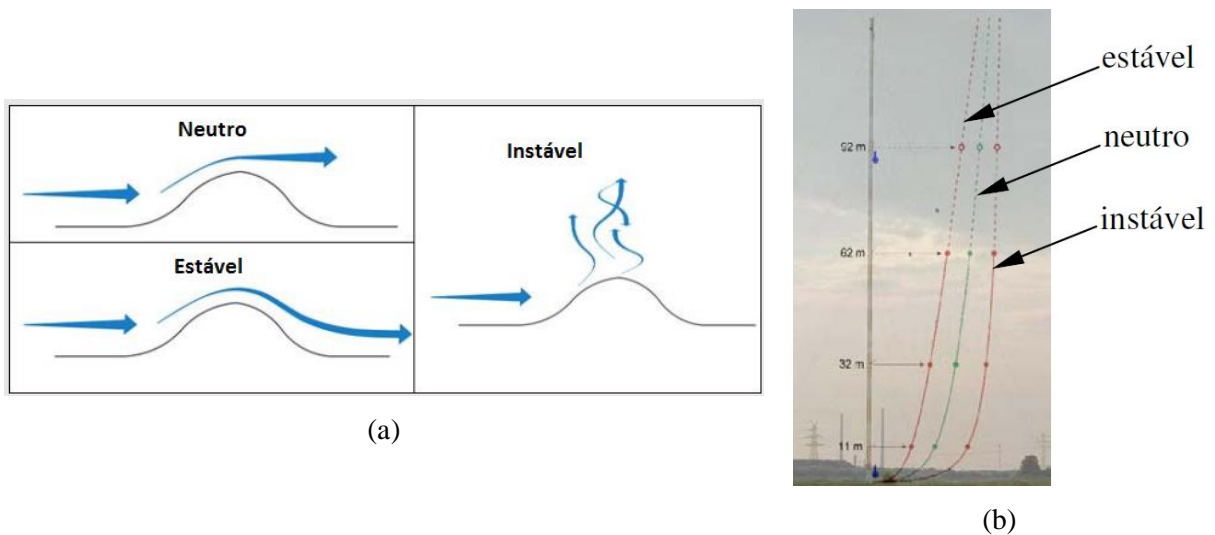 Neutro
Estável
Instável
(a)
estável
neutro
instável
92 m
62 m
32 m
11 m
(b)